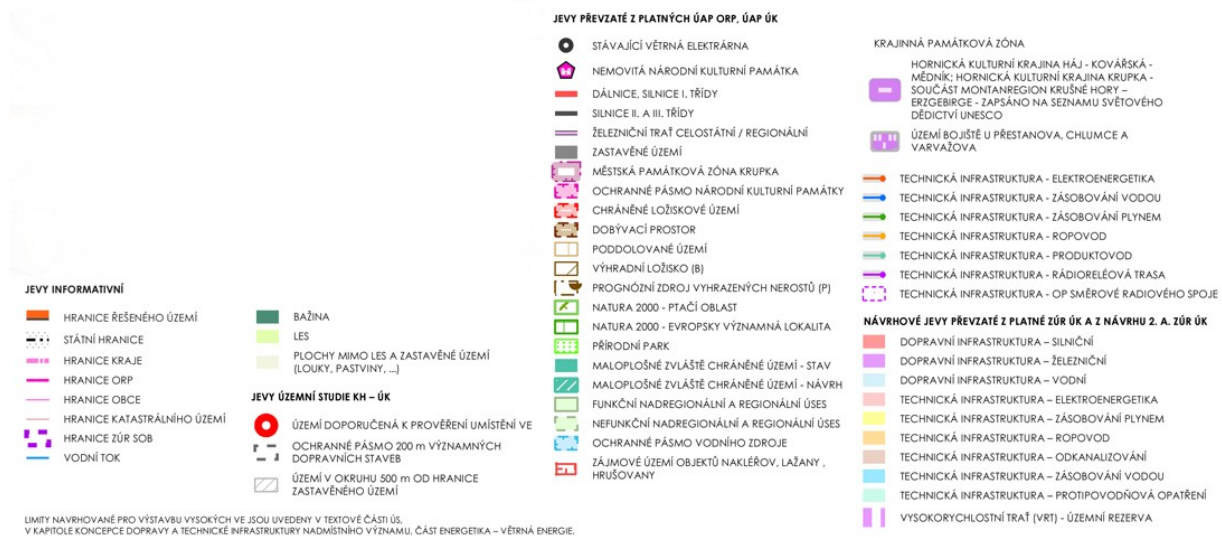 JEVY INFORMATIVNÍ
HRANICE ŘEŠENÉHO ÚZEMÍ
STÁTNÍ HRANICE
HRANICE KRAJE
HRANICE ORP
HRANICE OBCE
HRANICE KATASTRÁLNÍHO ÚZEMÍ
HRANICE ZÚR SOB
VODNÍ TOK
BAŽINA
LES
PLOCHY MIMO LES A ZASTAVĚNÉ ÚZEMÍ
(LOUKY, PASTVINY, ...)
JEVY ÚZEMNÍ STUDIE KH – ÚK
ÚZEMÍ DOPORUČENÁ K PROVĚŘENÍ UMÍSTĚNÍ VE
OCHRANNÉ PÁSMO 200 m VÝZNAMNÝCH
DOPRAVNÍCH STAVEB
ÚZEMÍ V OKRUHU 500 m OD HRANICE
ZASTAVĚNÉHO ÚZEMÍ
LIMITY NAVRHOVANÉ PRO VÝSTAVBU VYSOKÝCH VE JSOU UVEDENY V TEXTOVÉ ČÁSTI ÚS,
V KAPITOLE KONCEPCE DOPRAVY A TECHNICKÉ INFRASTRUKTURY NADMÍSTNÍHO VÝZNAMU, ČÁST ENERGETIKA – VĚTRNÁ ENERGIE.
JEVY PŘEVZATÉ Z PLATNÝCH ÚAP ORP, ÚAP ÚK
STÁVAJÍCÍ VĚTRNÁ ELEKTRÁRNA
NEMOVITÁ NÁRODNÍ KULTURNÍ PAMÁTKA
DÁLNICE, SILNICE I. TŘÍDY
SILNICE II. A III. TŘÍDY
ŽELEZNIČNÍ TRAŤ CELOSTÁTNÍ / REGIONÁLNÍ
ZASTAVĚNÉ ÚZEMÍ
MĚSTSKÁ PAMÁTKOVÁ ZÓNA KRUPKA
OCHRANNÉ PÁSMO NÁRODNÍ KULTURNÍ PAMÁTKY
CHRÁNĚNÉ LOŽISKOVÉ ÚZEMÍ
DOBÝVACÍ PROSTOR
PODDOLOVANÉ ÚZEMÍ
VÝHRADNÍ LOŽISKO (B)
PROGNÓZNÍ ZDROJ VYHRAZENÝCH NEROSTŮ (P)
NATURA 2000 - PTAČÍ OBLAST
NATURA 2000 - EVROPSKY VÝZNAMNÁ LOKALITA
PŘÍRODNÍ PARK
MALOPLOŠNÉ ZVLÁŠTĚ CHRÁNĚNÉ ÚZEMÍ - STAV
MALOPLOŠNÉ ZVLÁŠTĚ CHRÁNĚNÉ ÚZEMÍ - NÁVRH
FUNKČNÍ NADREGIONÁLNÍ A REGIONÁLNÍ ÚSES
NEFUNKČNÍ NADREGIONÁLNÍ A REGIONÁLNÍ ÚSES
OCHRANNÉ PÁSMO VODNÍHO ZDROJE
ZÁJMOVÉ ÚZEMÍ OBJEKTŮ NAKLÉŘOV, LAŽANY ,
HRUŠOVANY
KRAJINNÁ PAMÁTKOVÁ ZÓNA
HORNICKÁ KULTURNÍ KRAJINA HÁJ - KOVÁŘSKÁ -
MĚDNÍK; HORNICKÁ KULTURNÍ KRAJINA KRUPKA -
SOUČÁST MONTANREGION KRUŠNÉ HORY –
ERZGEBIRGE - ZAPSÁNO NA SEZNAMU SVĚTOVÉHO
DĚDICTVÍ UNESCO
ÚZEMÍ BOJIŠTĚ U PŘESTANOVA, CHLUMCE A
VARVAŽOVA
TECHNICKÁ INFRASTRUKTURA - ELEKTROENERGETIKA
TECHNICKÁ INFRASTRUKTURA - ZÁSOBOVÁNÍ VODOU
TECHNICKÁ INFRASTRUKTURA - ZÁSOBOVÁNÍ PLYNEM
TECHNICKÁ INFRASTRUKTURA - ROPOVOD
TECHNICKÁ INFRASTRUKTURA - PRODUKTOVOD
TECHNICKÁ INFRASTRUKTURA - RÁDIORELÉOVÁ TRASA
TECHNICKÁ INFRASTRUKTURA - OP SMĚROVÉ RADIOVÉHO SPOJE
NÁVRHOVÉ JEVY PŘEVZATÉ Z PLATNÉ ZÚR ÚK A Z NÁVRHU 2. A. ZÚR ÚK
DOPRAVNÍ INFRASTRUKTURA – SILNIČNÍ
DOPRAVNÍ INFRASTRUKTURA – ŽELEZNIČNÍ
DOPRAVNÍ INFRASTRUKTURA – VODNÍ
TECHNICKÁ INFRASTRUKTURA – ELEKTROENERGETIKA
TECHNICKÁ INFRASTRUKTURA – ZÁSOBOVÁNÍ PLYNEM
TECHNICKÁ INFRASTRUKTURA – ROPOVOD
TECHNICKÁ INFRASTRUKTURA – ODKANALIZOVÁNÍ
TECHNICKÁ INFRASTRUKTURA – ZÁSOBOVÁNÍ VODOU
TECHNICKÁ INFRASTRUKTURA – PROTIPOVODŇOVÁ OPATŘENÍ
VYSOKORYCHLOSTNÍ TRAŤ (VRT) - ÚZEMNÍ REZERVA